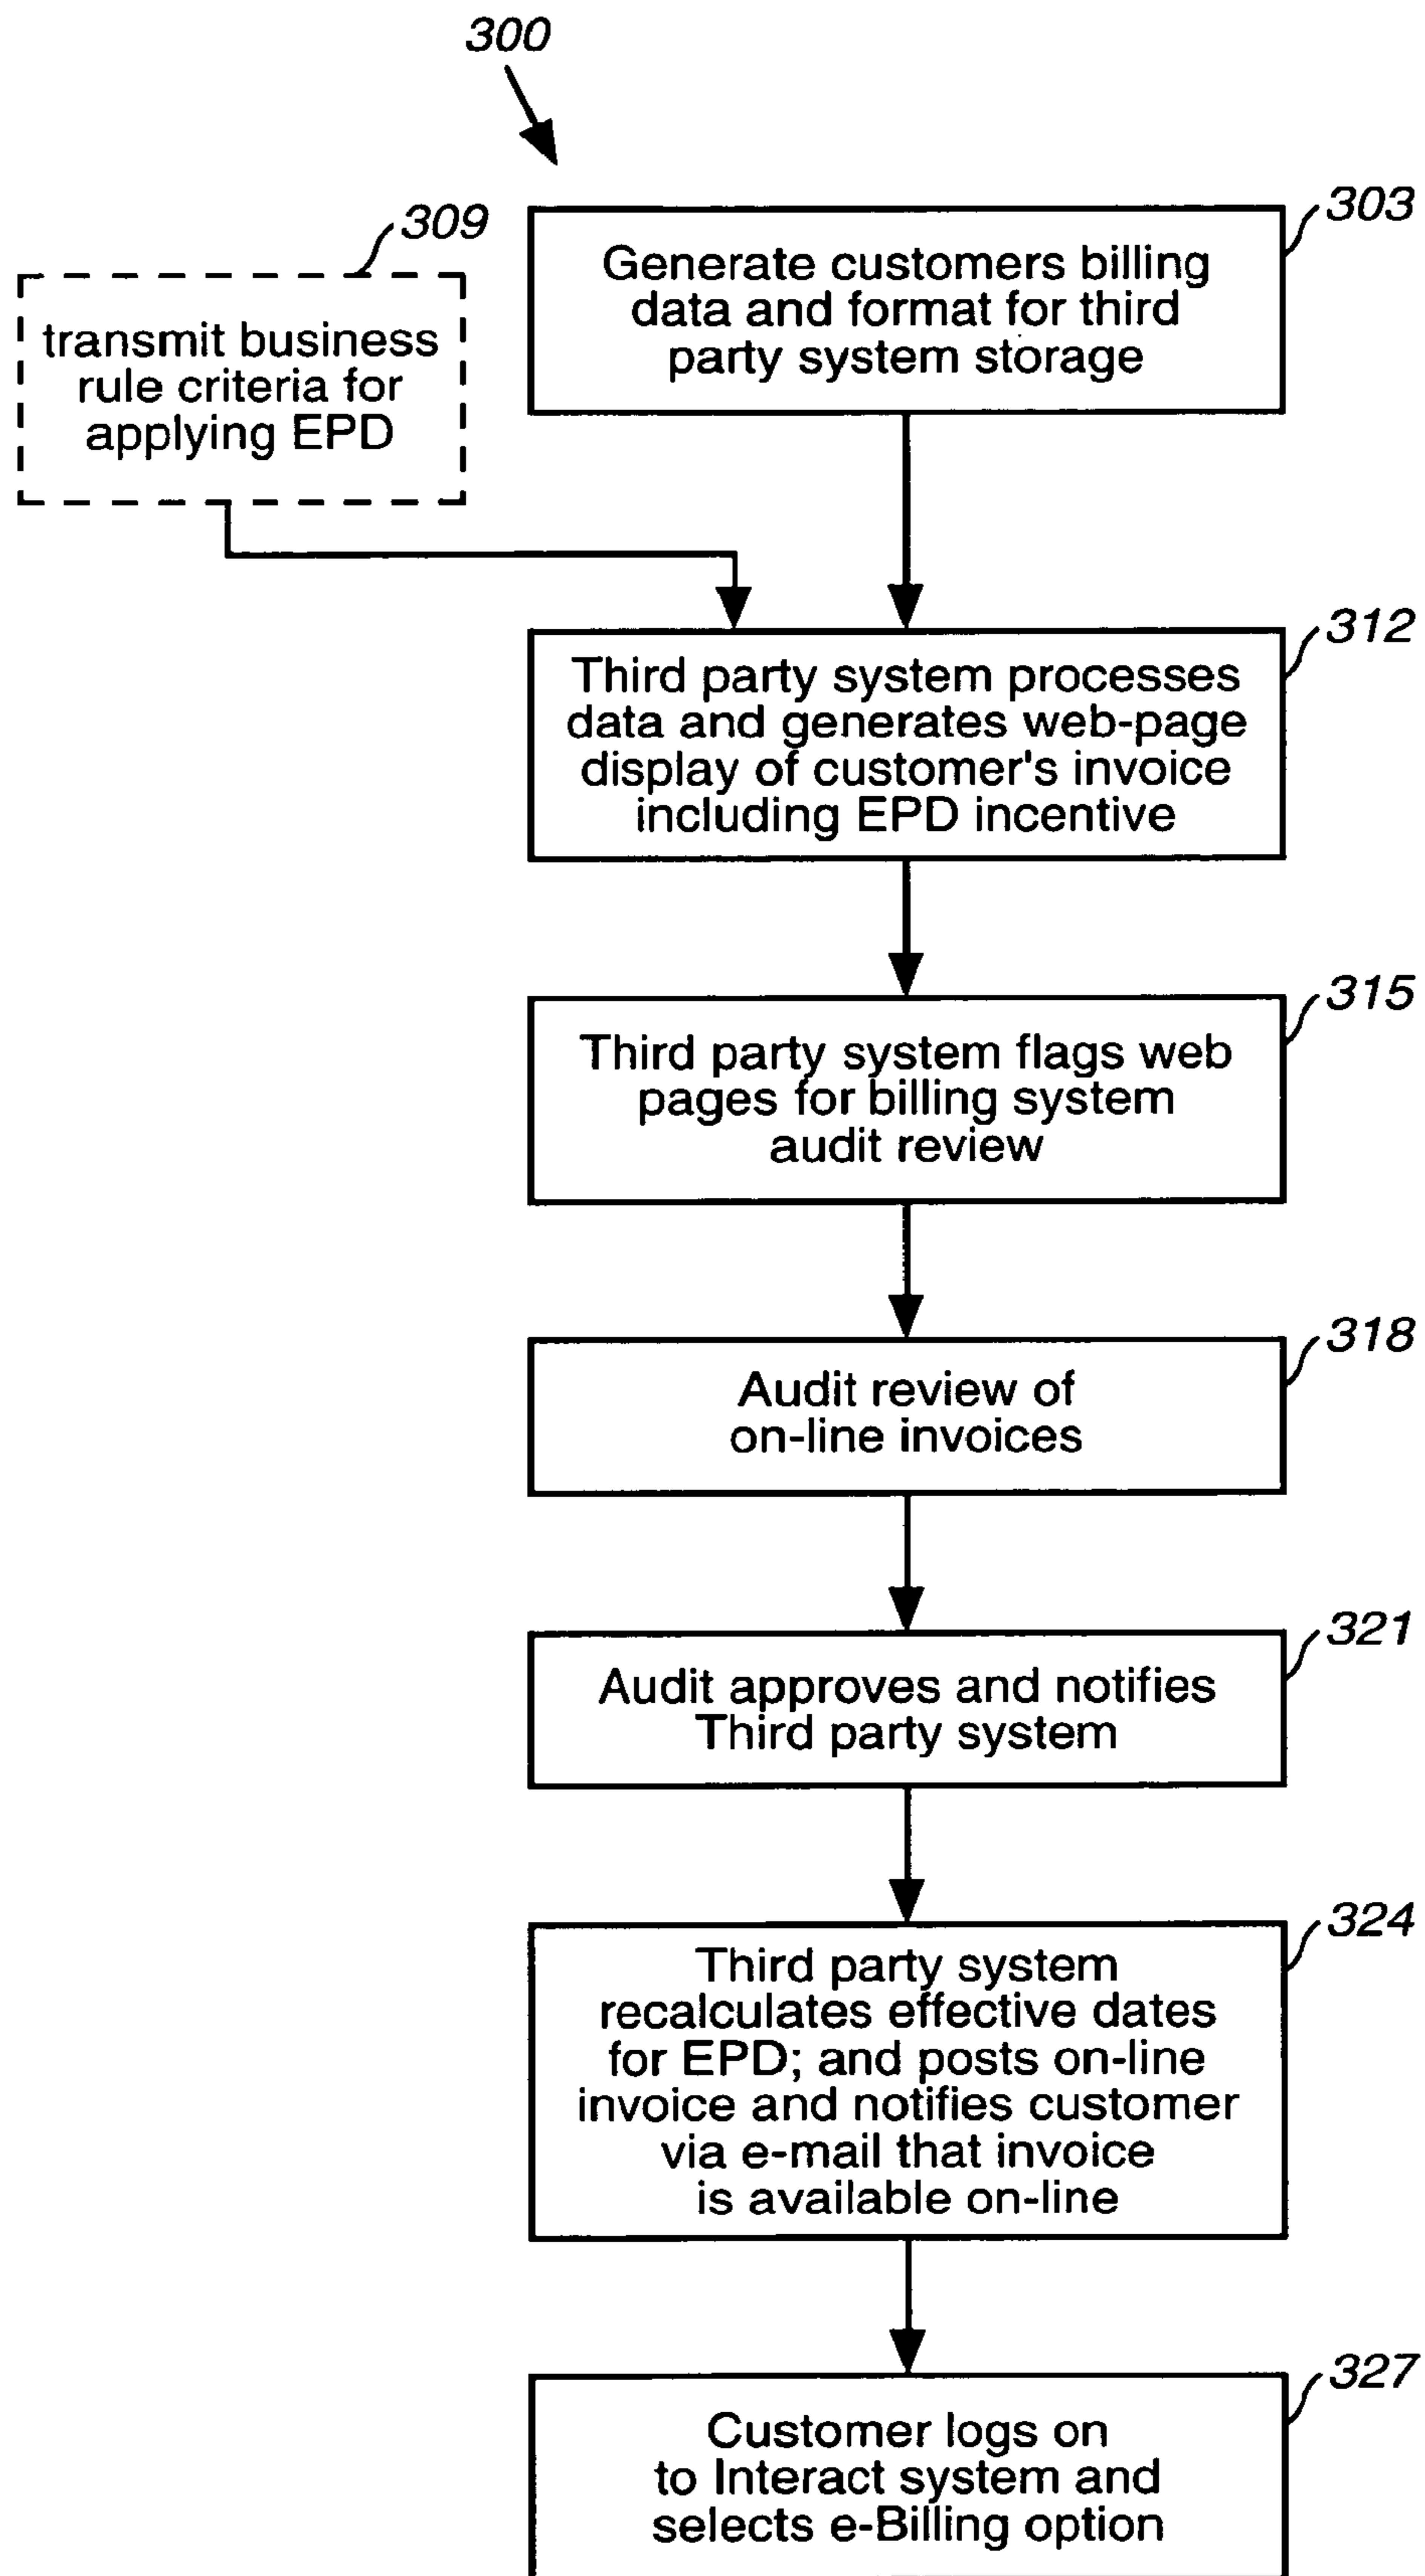 300
303
Generate customers billing
data and format for third
party system storage
309
transmit business
rule criteria for
applying EPD
312
Third party system processes
data and generates web-page
display of customer's invoice
including EPD incentive
315
Third party system flags web
pages for billing system
audit review
318
Audit review of
on-line invoices
321
Audit approves and notifies
Third party system
324
Third party system
recalculates effective dates
for EPD; and posts on-line
invoice and notifies customer
via e-mail that invoice
is available on-line
327
Customer logs on
to Interact system and
selects e-Billing option